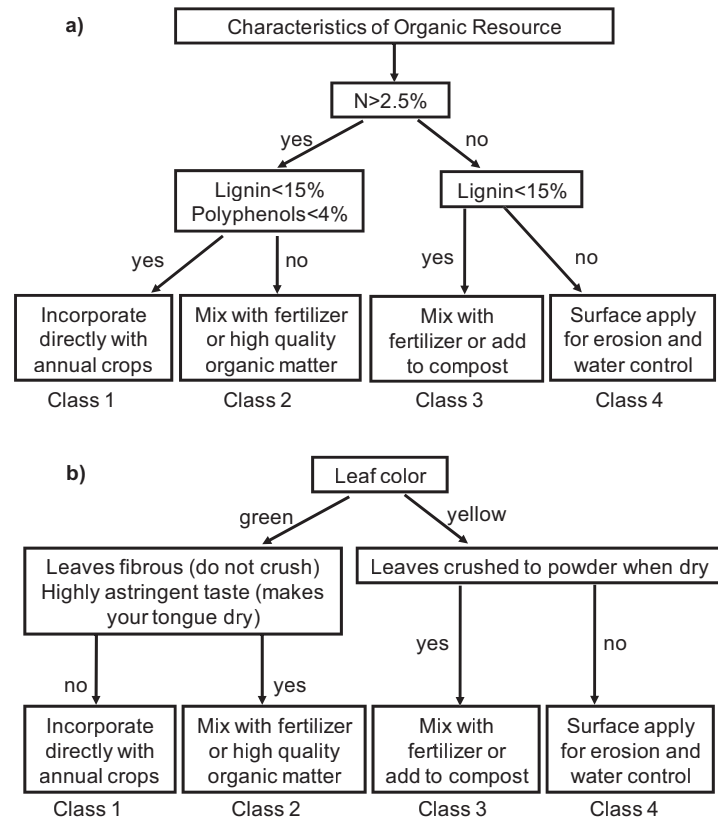 a)
Characteristics of Organic Resource
N>2.5%
yes
no
Lignin<15%
Polyphenols<4%
Lignin<15%
yes
no
yes
no
Incorporate
directly with
annual crops
Mix with fertilizer
or high quality
organic matter
Mix with
fertilizer or add
to compost
Surface apply
for erosion and
water control
Class 1
Class 2
Class 3
Class 4
b)
Leaf color
green
yellow
Leaves fibrous (do not crush)
Highly astringent taste (makes
your tongue dry)
Leaves crushed to powder when dry
no
yes
yes
no
Incorporate
directly with
annual crops
Mix with fertilizer
or high quality
organic matter
Mix with
fertilizer or
add to compost
Surface apply
for erosion and
water control
Class 1
Class 2
Class 3
Class 4